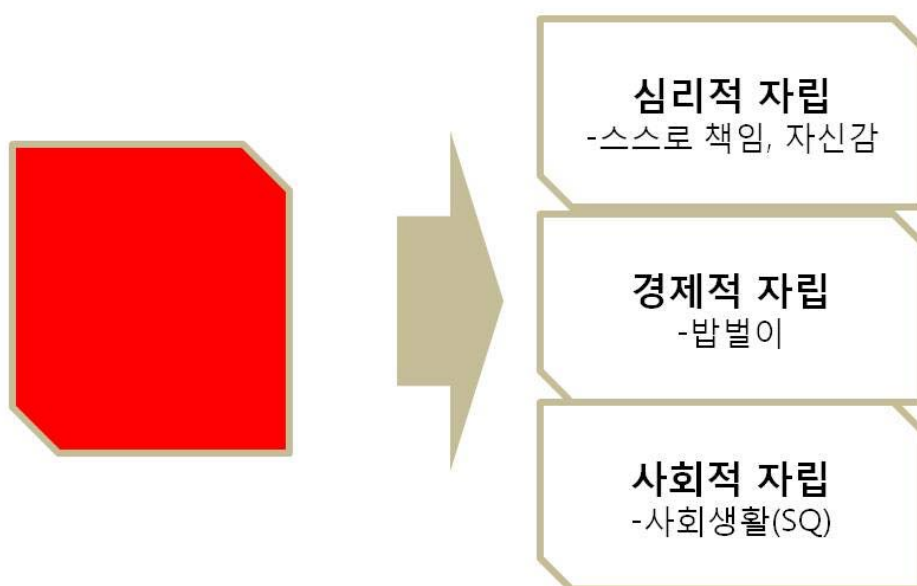 심리적 자립
-스스로 책임, 자신감
경제적 자립
-밥벌이
사회적 자립
-사회생활(SQ)